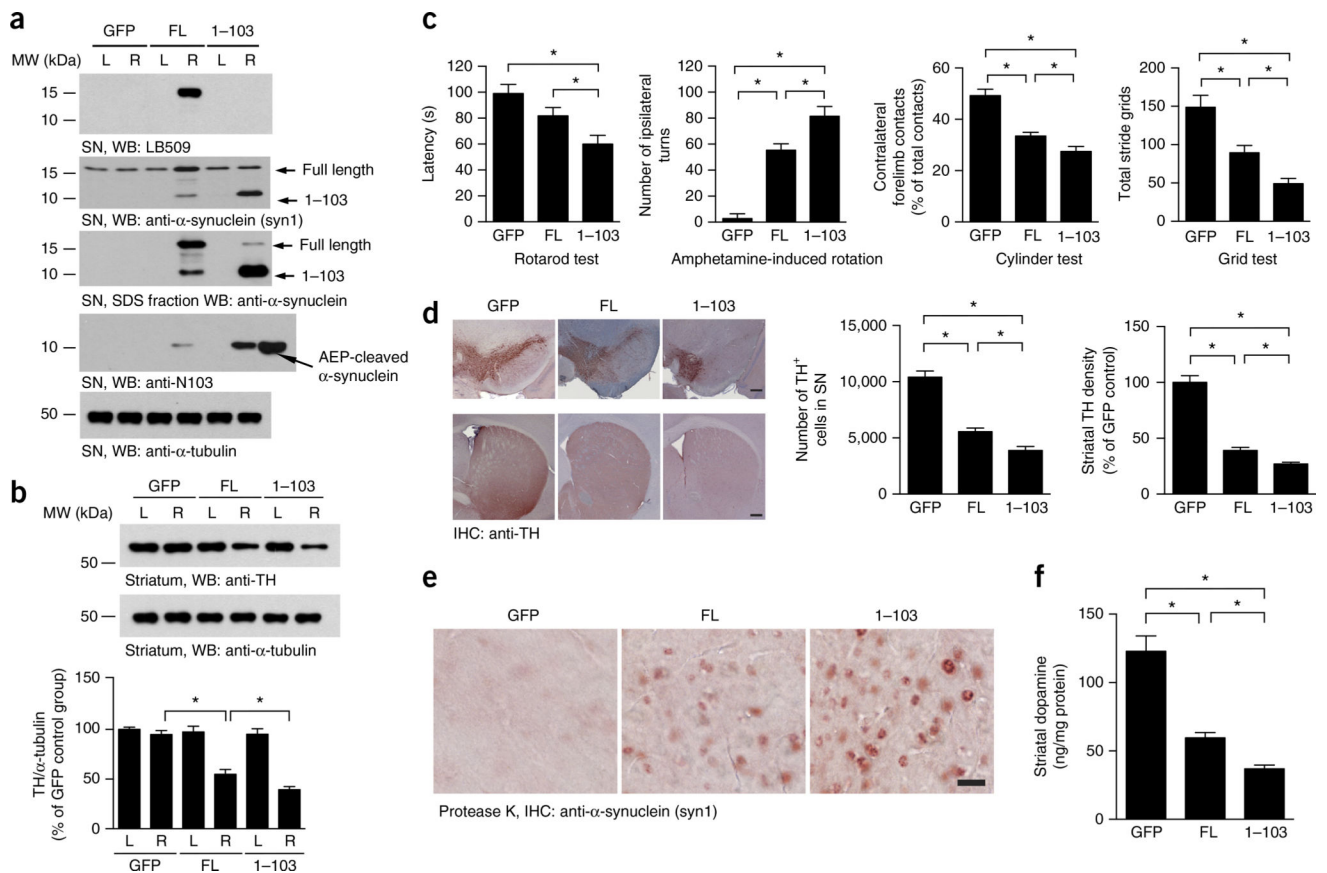 a
GFP FL 1–103
MW (kDa) L R L R L R
15
10
SN, WB: LB509
15
Full length
10
1–103
SN, WB: anti-α-synuclein (syn1)
15
Full length
10
1–103
SN, SDS fraction WB: anti-α-synuclein
10
AEP-cleaved
α-synuclein
SN, WB: anti-N103
50
SN, WB: anti-α-tubulin
b
GFP FL 1–103
MW (kDa) L R L R L R
50
Striatum, WB: anti-TH
50
Striatum, WB: anti-α-tubulin
TH/α-tubulin
(% of GFP control group)
150
100
50
0
* *
L R L R L R
GFP FL 1–103
c
Latency (s)
120
100
80
60
40
20
0
*
*
GFP FL 1–103
Rotarod test
Number of ipsilateral
turns
120
100
80
60
40
20
0
*
* *
GFP FL 1–103
Amphetamine-induced rotation
Contralateral
forelimb contacts
(% of total contacts)
60
40
20
0
*
* *
GFP FL 1–103
Cylinder test
Total stride grids
200
150
100
50
0
*
* *
GFP FL 1–103
Grid test
d
GFP FL 1–103
IHC: anti-TH
Number of TH+
cells in SN
15,000
10,000
5,000
0
*
* *
GFP FL 1–103
Striatal TH density
(% of GFP control)
150
100
50
0
*
* *
GFP FL 1–103
e
GFP FL 1–103
Protease K, IHC: anti-α-synuclein (syn1)
f
Striatal dopamine
(ng/mg protein)
150
100
50
0
*
* *
GFP FL 1–103